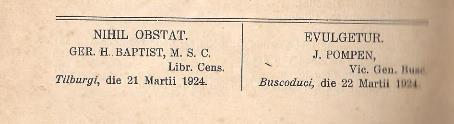 NIHIL OBSTAT.
GER. H. BAPTIST, M. S. C.
Libr. Cens.
Tilburgi, die 21 Martii 1924.
EVULGETUR.
J. POMPEN,
Vic. Gen. Busc.
Buscoduci, die 22 Martii 1924.